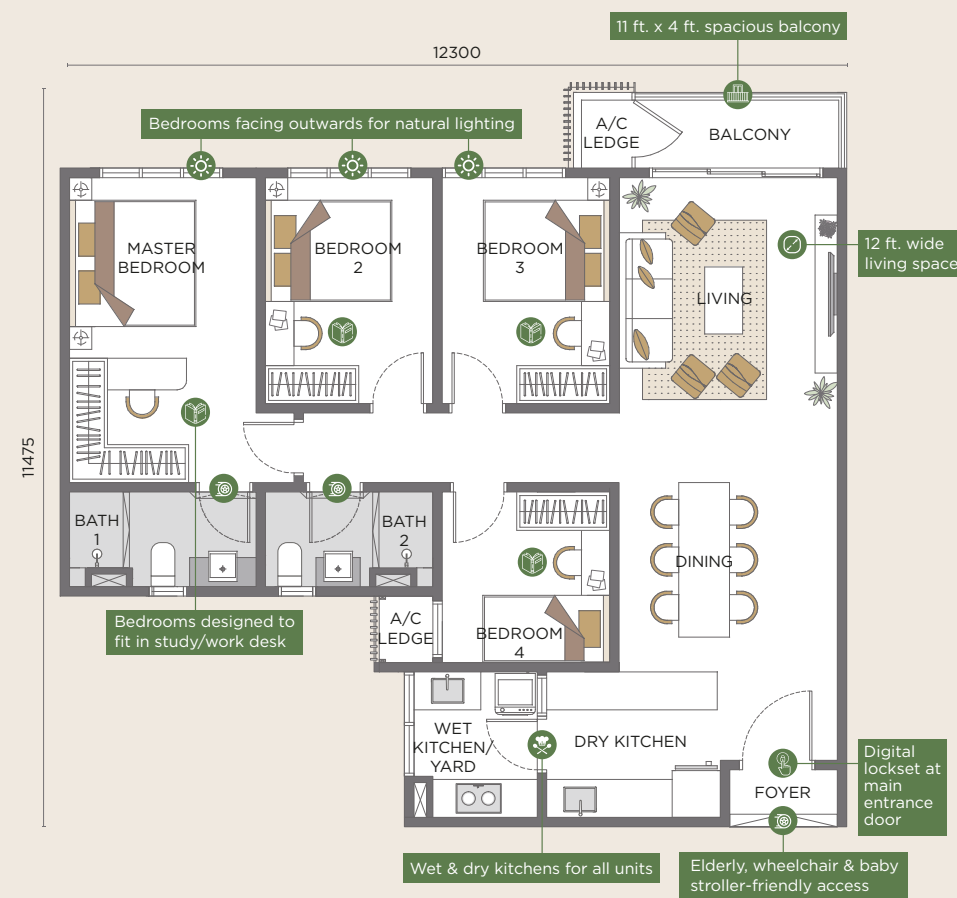 11 ft. x 4 ft. spacious balcony
12300
Bedrooms facing outwards for natural lighting
A/C
LEDGE
BALCONY
MASTER
BEDROOM
BEDROOM
2
BEDROOM
3
12 ft. wide
living space
LIVING
11475
BATH
1
BATH
2
DINING
Bedrooms designed to
fit in study/work desk
A/C
LEDGE
BEDROOM
4
WET
KITCHEN/
YARD
DRY KITCHEN
FOYER
Digital
lockset at
main
entrance
door
Wet & dry kitchens for all units
Elderly, wheelchair & baby
stroller-friendly access